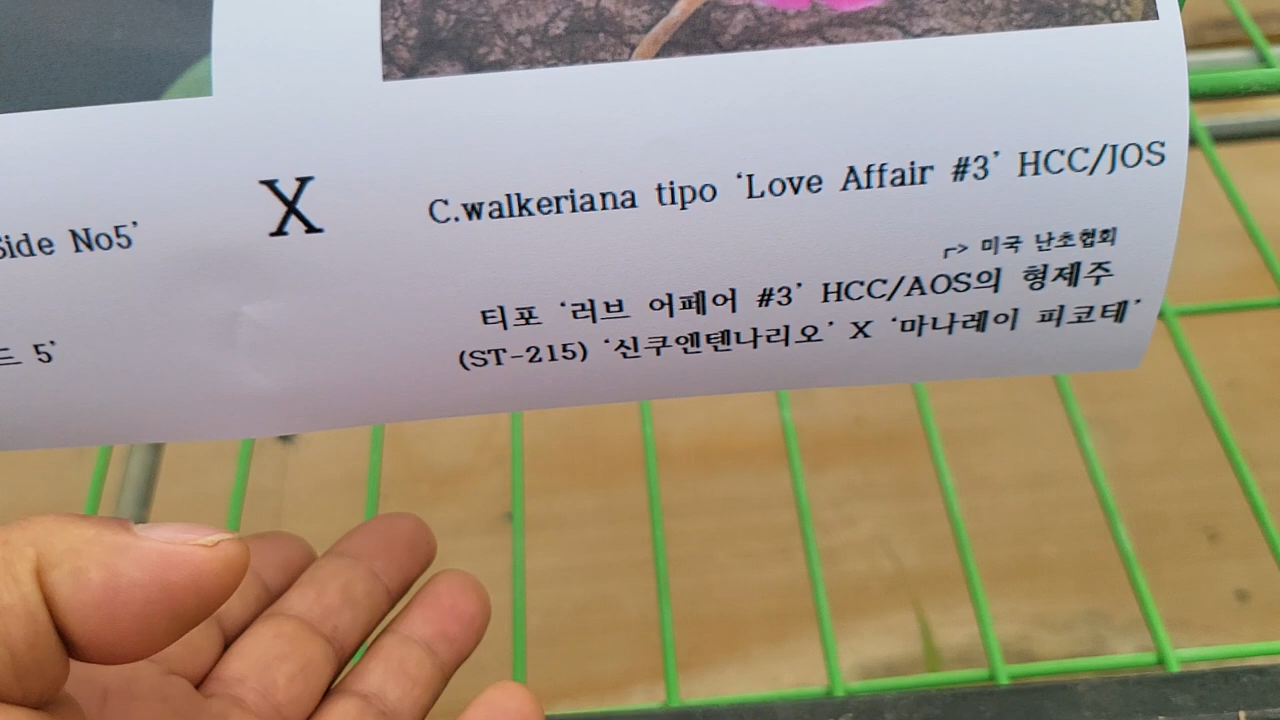 Side No5’
드 5’
X
C.walkeriana tipo ‘Love Affair #3’ HCC/JOS
┌> 미국 난초협회
티포 ‘러브 어페어 #3’ HCC/AOS의 형제주
(ST-215) ‘신쿠엔텐나리오’ X ‘마나레이 피코테’